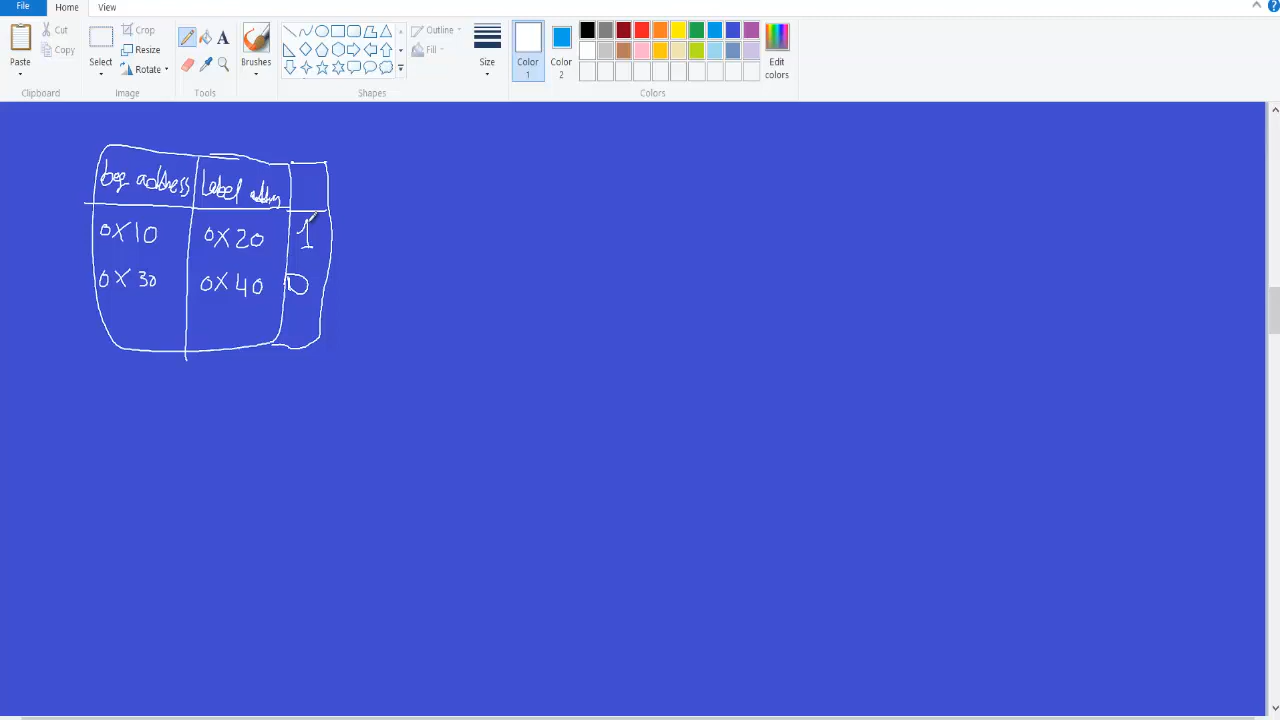 File Home View
Paste Cut Copy Select Crop Resize Rotate Brushes Outline Fill Size Color 1 Color 2 Edit colors
Clipboard Image Tools Shapes Colors
beq address Label
0X10 0X20 1
0X30 0X40 0